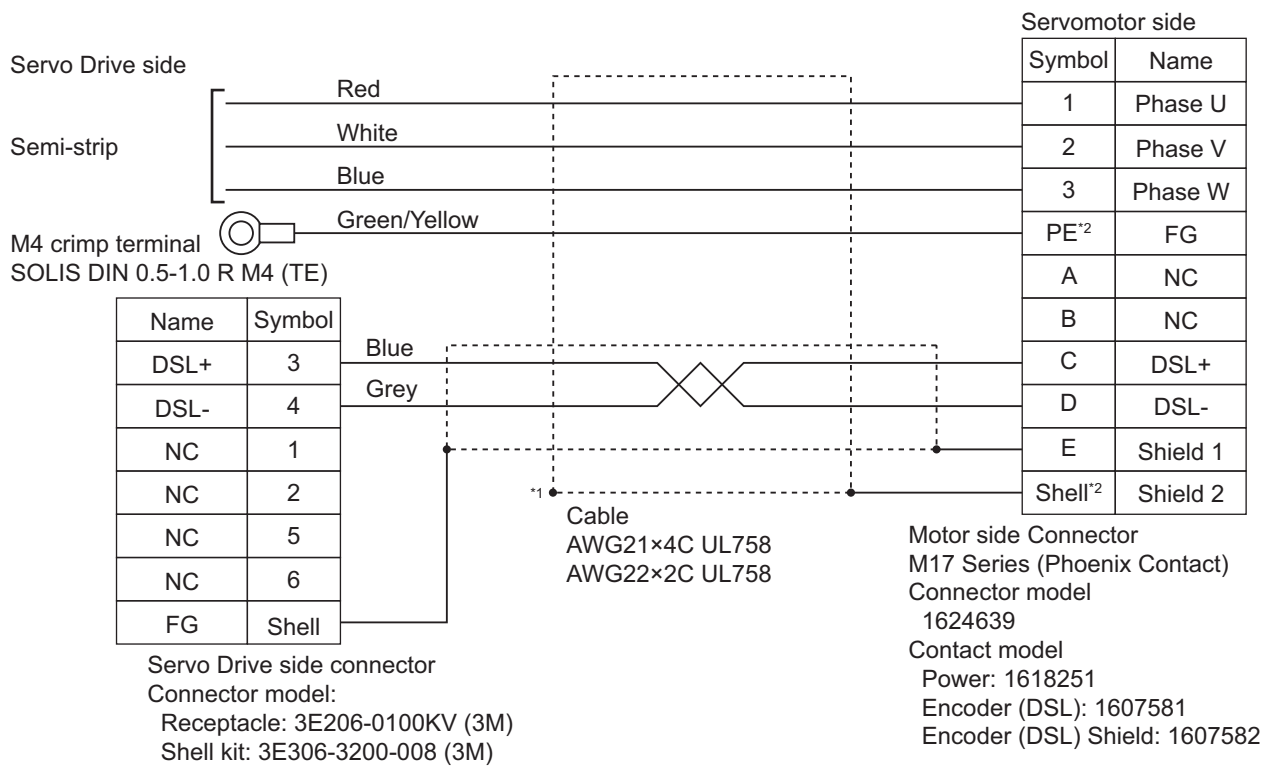 Servomotor side
Servo Drive side
Symbol Name
Red
1 Phase U
Semi-strip
White
2 Phase V
Blue
3 Phase W
Green/Yellow
PE*2 FG
M4 crimp terminal
SOLIS DIN 0.5-1.0 R M4 (TE)
A NC
B NC
C DSL+
D DSL-
E Shield 1
Shell*2 Shield 2
Name Symbol
DSL+ 3
Blue
DSL- 4
Grey
NC 1
NC 2
NC 5
NC 6
FG Shell
*1
Cable
AWG21×4C UL758
AWG22×2C UL758
Servo Drive side connector
Connector model:
Receptacle: 3E206-0100KV (3M)
Shell kit: 3E306-3200-008 (3M)
Motor side Connector
M17 Series (Phoenix Contact)
Connector model
1624639
Contact model
Power: 1618251
Encoder (DSL): 1607581
Encoder (DSL) Shield: 1607582